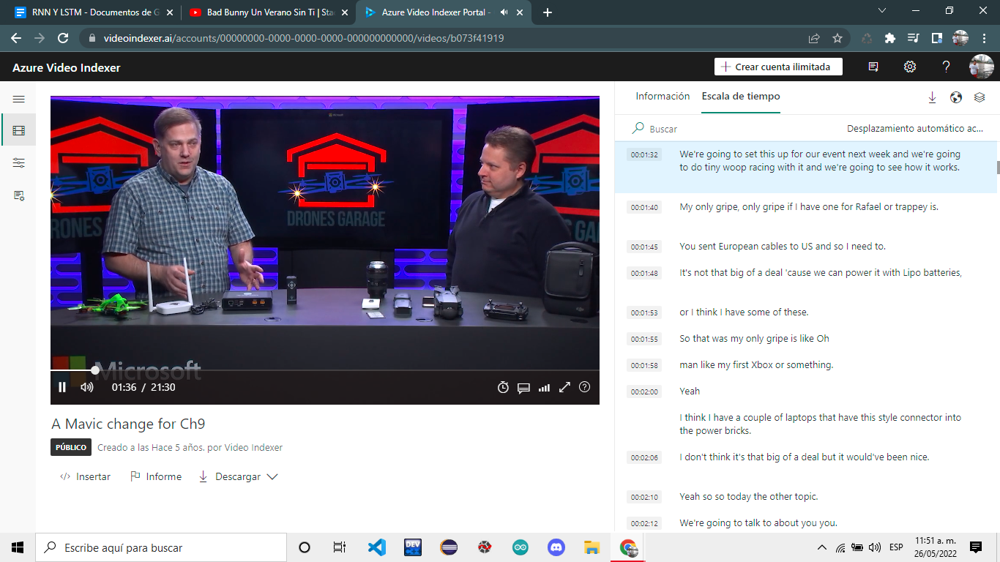 RNN Y LSTM - Documentos de G
Bad Bunny Un Verano Sin Ti | Sta
Azure Video Indexer Portal -
videoindexer.ai/accounts/00000000-0000-0000-0000-000000000000/videos/b073f41919
Azure Video Indexer
Crear cuenta ilimitada
Microsoft
DRONES GARAGE
RONES
S GA
Microsoft
01:36 / 21:30
A Mavic change for Ch9
PÚBLICO
Creado a las Hace 5 años. por Video Indexer
Insertar
Informe
Descargar
Información
Escala de tiempo
Buscar
Desplazamiento automático ac...
00:01:32 We're going to set this up for our event next week and we're going
to do tiny woop racing with it and we're going to see how it works.
00:01:40 My only gripe, only gripe if I have one for Rafael or trappey is.
00:01:45 You sent European cables to US and so I need to.
00:01:48 It's not that big of a deal 'cause we can power it with Lipo batteries,
00:01:53 or I think I have some of these.
00:01:55 So that was my only gripe is like Oh
00:01:58 man like my first Xbox or something.
00:02:00 Yeah
I think I have a couple of laptops that have this style connector into
the power bricks.
00:02:06 I don't think it's that big of a deal but it would've been nice.
00:02:10 Yeah so so today the other topic.
00:02:12 We're going to talk to about you you.
Escribe aquí para buscar
DEV
ESP
11:51 a. m.
26/05/2022